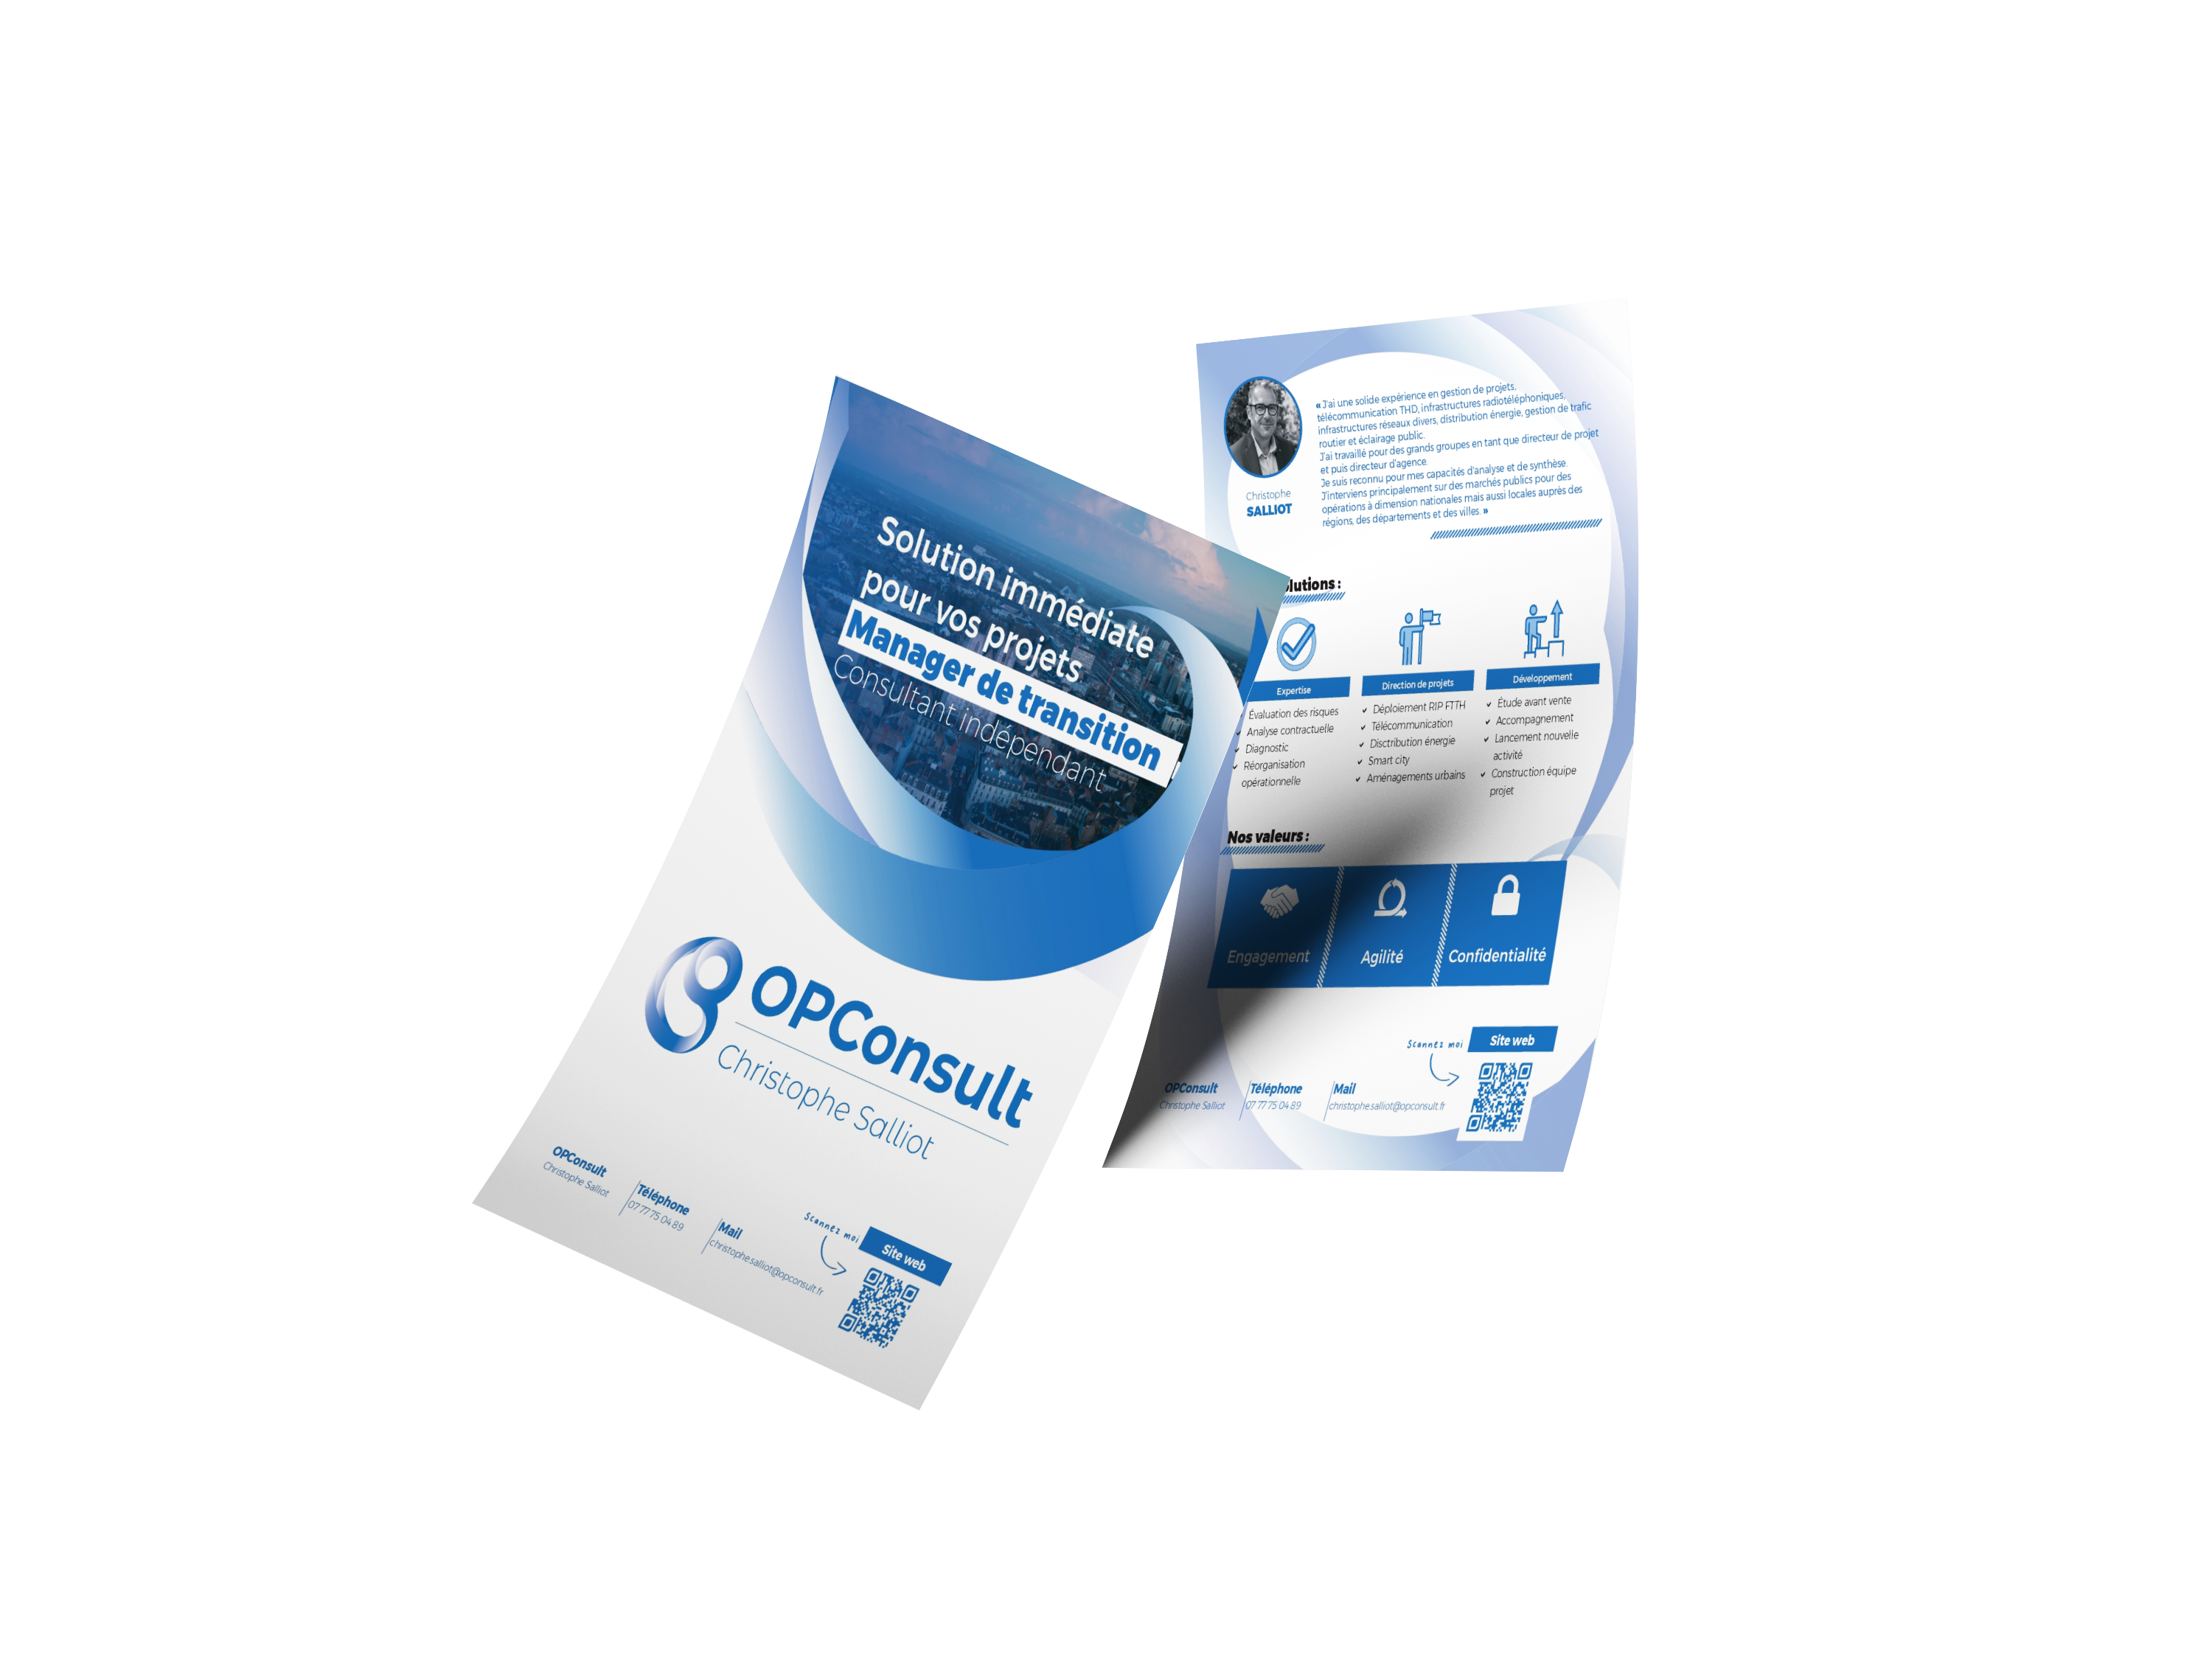 Solution immédiate
pour vos projets
Manager de transition
Consultant indépendant
OPConsult
Christophe Salliot
OPConsult
Christophe Salliot
Téléphone
07 77 75 04 89
Mail
christophe.salliot@opconsult.fr
Scannez moi
Site web
Christophe
SALLIOT
« J'ai une solide expérience en gestion de projets,
télécommunication THD, infrastructures radiotéléphoniques,
infrastructures réseaux divers, distribution énergie, gestion de trafic
routier et éclairage public.
J'ai travaillé pour des grands groupes en tant que directeur de projet
et puis directeur d'agence.
Je suis reconnu pour mes capacités d'analyse et de synthèse.
J'interviens principalement sur des marchés publics pour des
opérations à dimension nationales mais aussi locales auprès des
régions, des départements et des villes. »
lutions :
Expertise
Évaluation des risques
Analyse contractuelle
Diagnostic
Réorganisation
opérationnelle
Direction de projets
Déploiement RIP FTTH
Télécommunication
Disctribution énergie
Smart city
Aménagements urbains
Développement
Étude avant vente
Accompagnement
Lancement nouvelle
activité
Construction équipe
projet
Nos valeurs :
Engagement
Agilité
Confidentialité
Scannez moi
Site web
OPConsult
Christophe Salliot
Téléphone
07 77 75 04 89
Mail
christophe.salliot@opconsult.fr